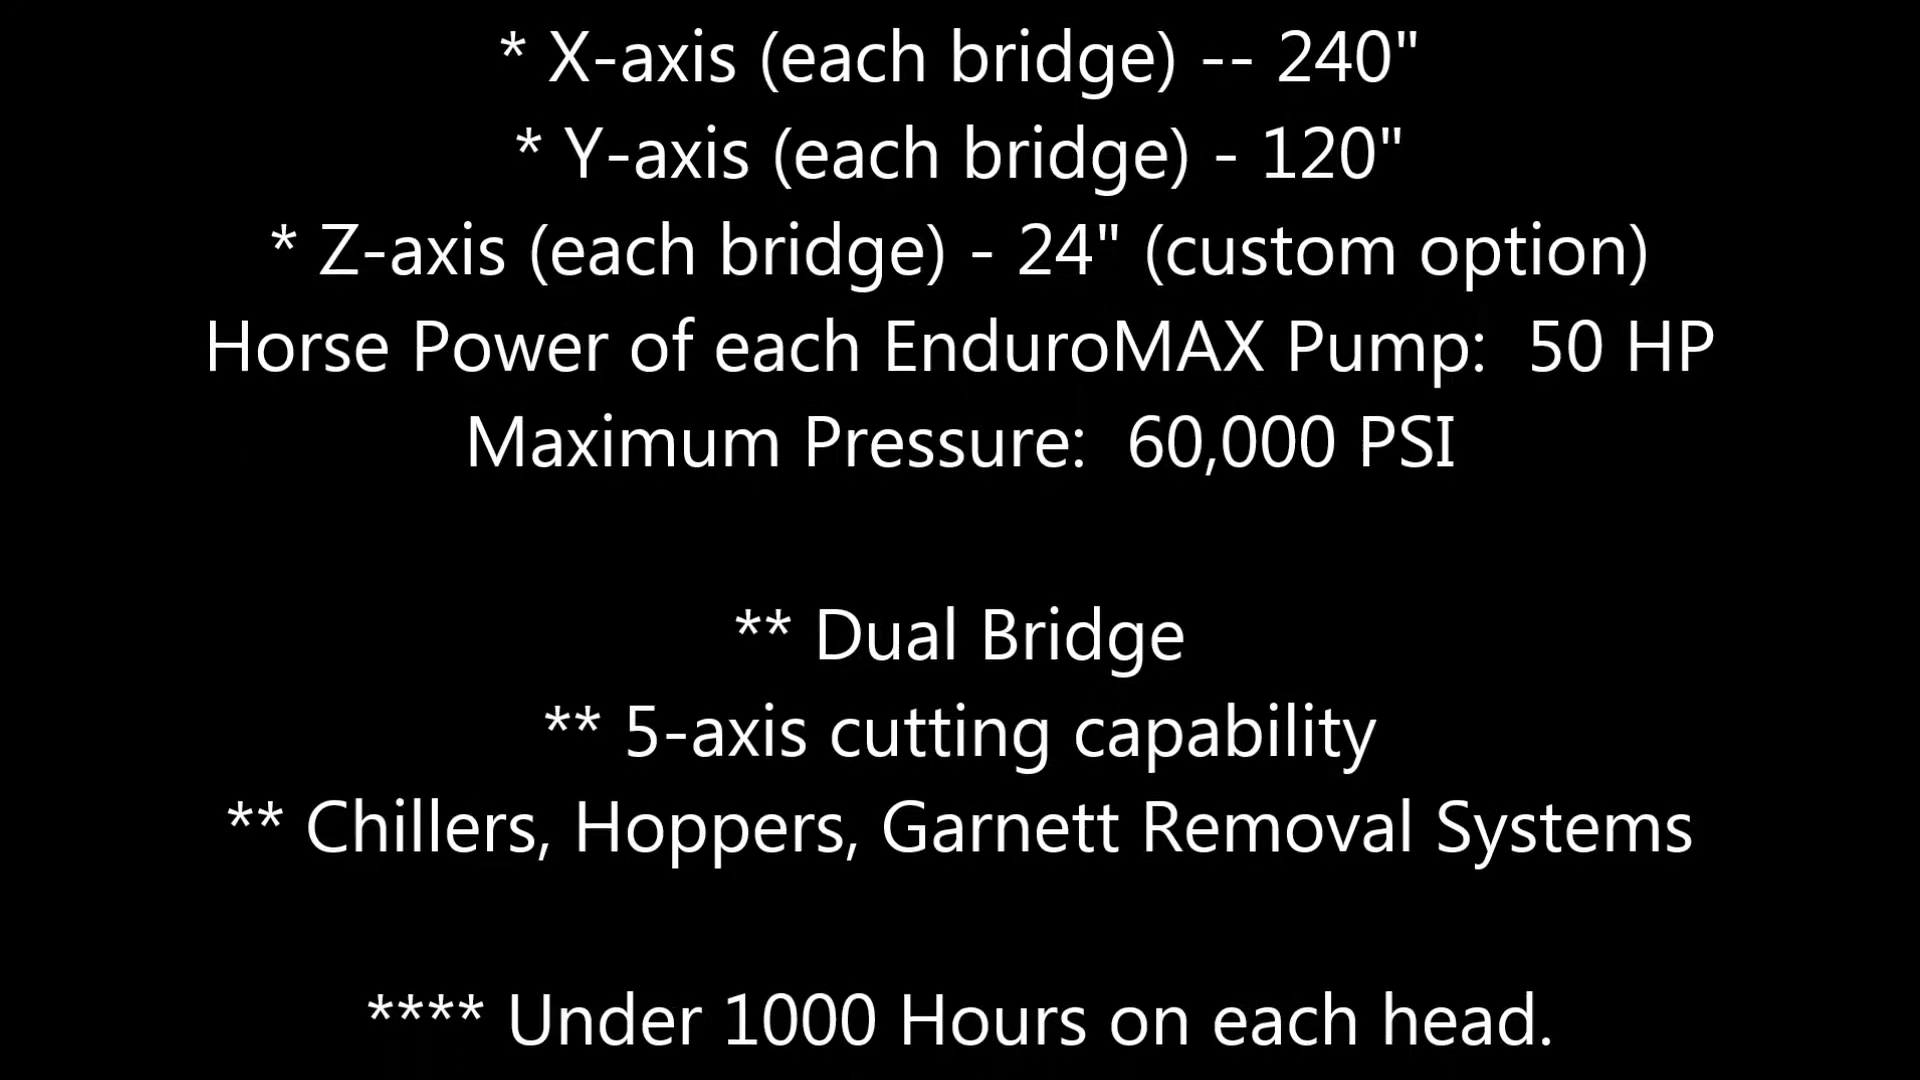 * X-axis (each bridge) -- 240"
* Y-axis (each bridge) - 120"
* Z-axis (each bridge) - 24" (custom option)
Horse Power of each EnduroMAX Pump:  50 HP
Maximum Pressure:  60,000 PSI
** Dual Bridge
** 5-axis cutting capability
** Chillers, Hoppers, Garnett Removal Systems
**** Under 1000 Hours on each head.